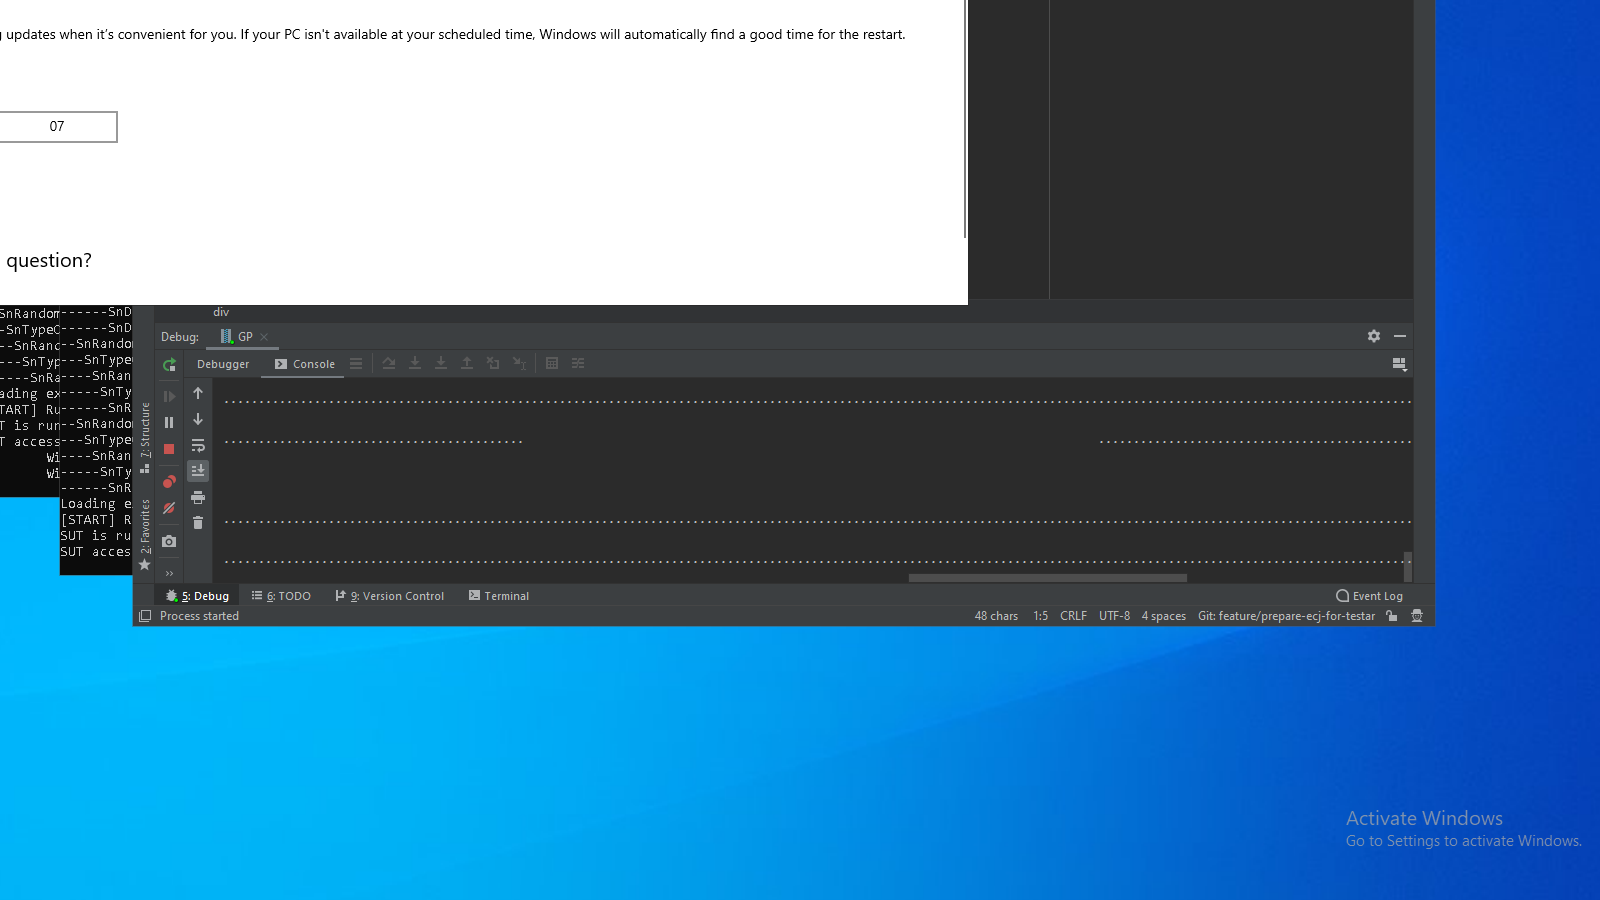 updates when it's convenient for you. If your PC isn't available at your scheduled time, Windows will automatically find a good time for the restart.
07
question?
SnRandom
-SnTypeC
--SnRanc
---SnTyp
----SnRa
ading ex
TART] Ru
T is run
T access
Wi
Wi
------SnD
------SnD
--SnRando
---SnType
----SnRan
-----SnTy
------SnR
--SnRando
---SnType
----SnRan
-----SnTy
------SnR
Loading e
[START] R
SUT is ru
SUT acces
div
Debug: GP
Debugger Console
7: Structure
2: Favorites
5: Debug 6: TODO 9: Version Control Terminal Event Log
Process started 48 chars 1:5 CRLF UTF-8 4 spaces Git: feature/prepare-ecj-for-testar
Activate Windows
Go to Settings to activate Windows.